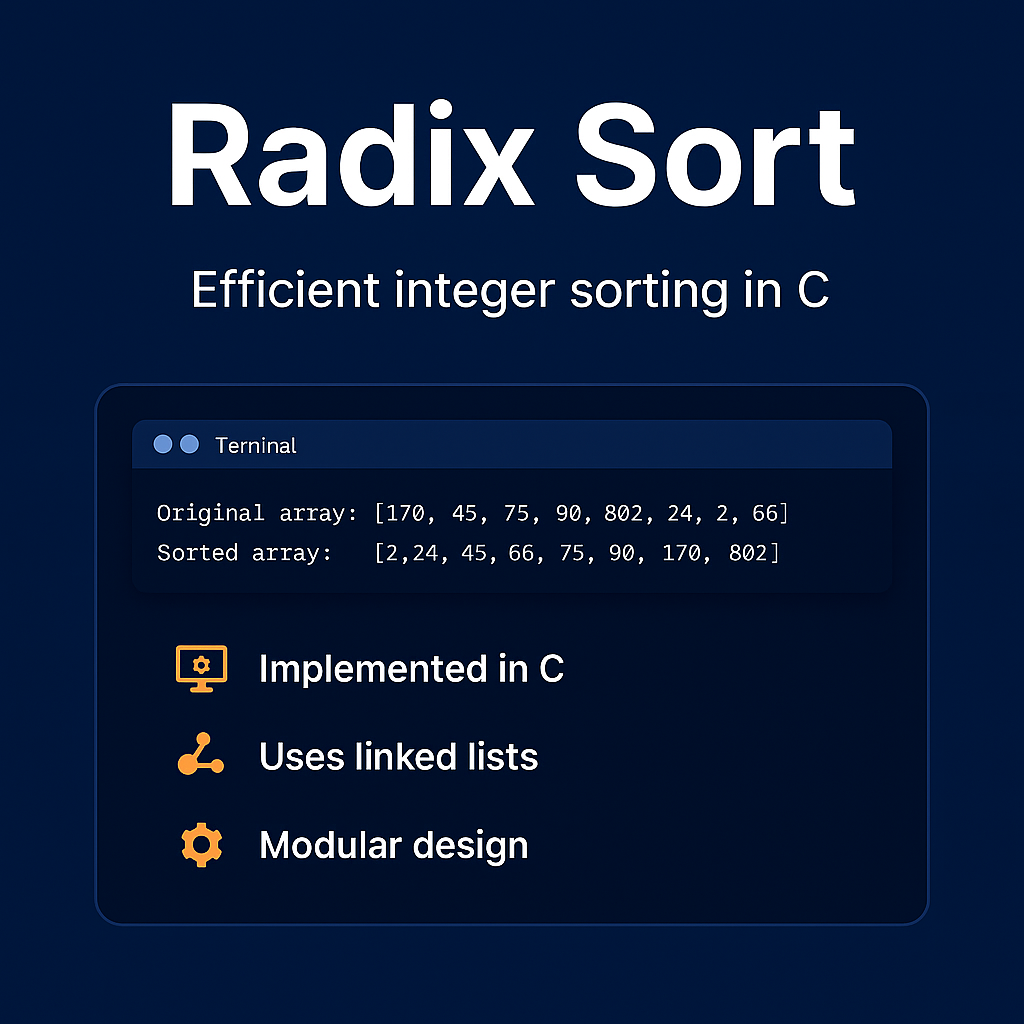 Radix Sort
Efficient integer sorting in C
Terninal
Original array: [170, 45, 75, 90, 802, 24, 2, 66]
Sorted array: [2,24, 45, 66, 75, 90, 170, 802]
Implemented in C
Uses linked lists
Modular design